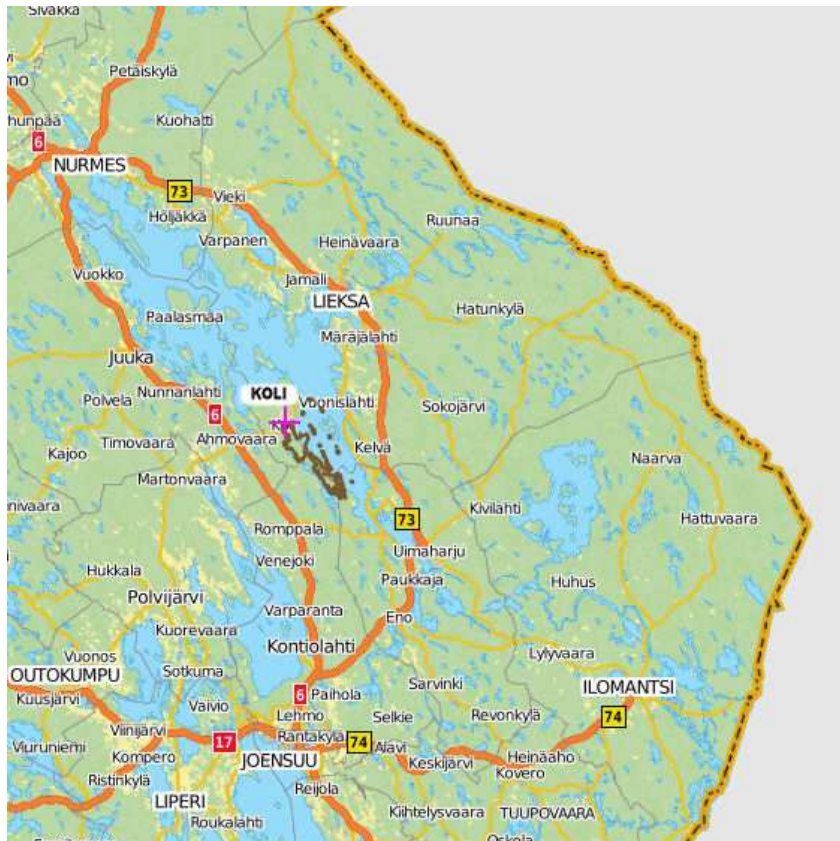 Sivakka
Petäiskylä
Kuohatti
6
NURMES
73
Vieki
Höljäkkä
Ruunaa
Varpanen
Heinävaara
Vuokko
Jamali
LIEKSA
Hatunkylä
Paalasmaa
Märäjälahti
Juuka
Nunnanlahti
KOLI
Vuonislahti
Polvela
6
Sokojärvi
Timovaara
Ahmovaara
Kelvä
Kajoo
Naarva
Martonvaara
Kivilahti
73
Hattuvaara
Romppala
Uimaharju
Venejoki
Hukkala
Paukkaja
Huhus
Polvijärvi
Varparanta
Eno
Kuorevaara
Kontiolahti
Vuonos
Lylyvaara
OUTOKUMPU
Sotkuma
Sarvinki
ILOMANTSI
Kuusjärvi
Vaivio
6
Paihola
Lehmo
Selkie
Revonkylä
74
Viinijärvi
Rantakylä
Viuruniemi
17
74
Alavi
Kompero
JOENSUU
Keskijärvi
Heinäaho
Kovero
Ristinkylä
Reijola
LIPERI
Kiihtelysvaara
TUUPOVAARA
Roukalahti